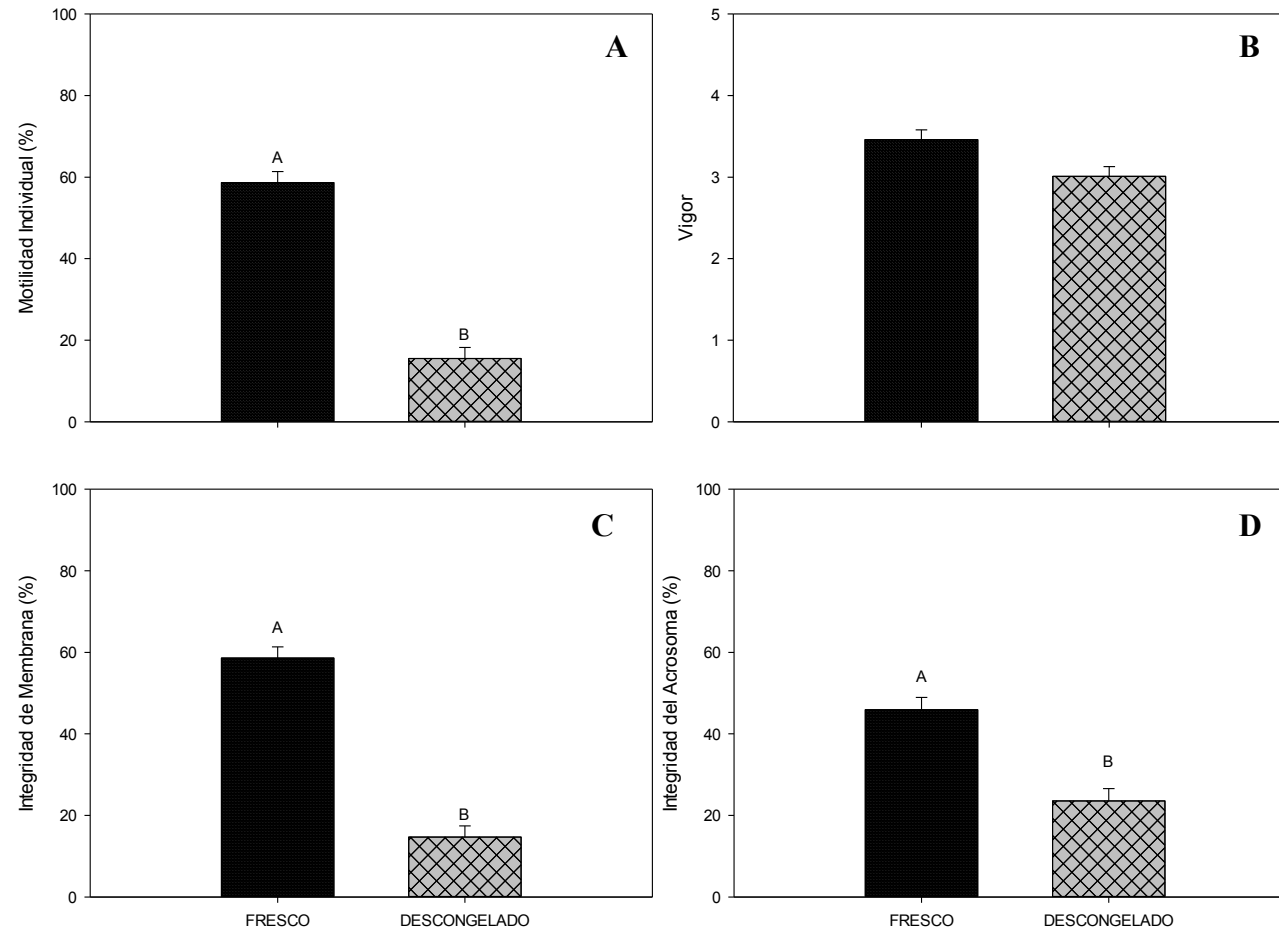 A
Motilidad Individual (%)
100
80
60
40
20
0
A
B
B
Vigor
5
4
3
2
1
0
C
Integridad de Membrana (%)
100
80
60
40
20
0
A
B
FRESCO
DESCONGELADO
D
Integridad del Acrosoma (%)
100
80
60
40
20
0
A
B
FRESCO
DESCONGELADO